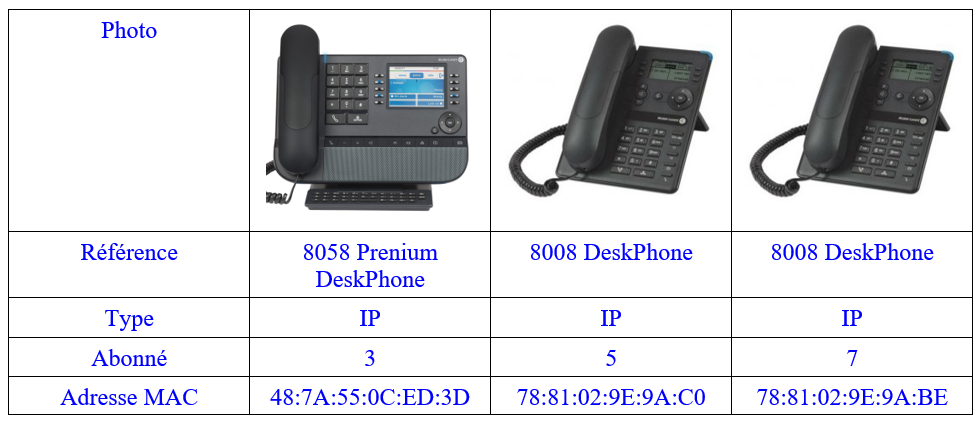 Photo
Référence
8058 Prenium
DeskPhone
8008 DeskPhone
8008 DeskPhone
Type
IP
IP
IP
Abonné
3
5
7
Adresse MAC
48:7A:55:0C:ED:3D
78:81:02:9E:9A:C0
78:81:02:9E:9A:BE